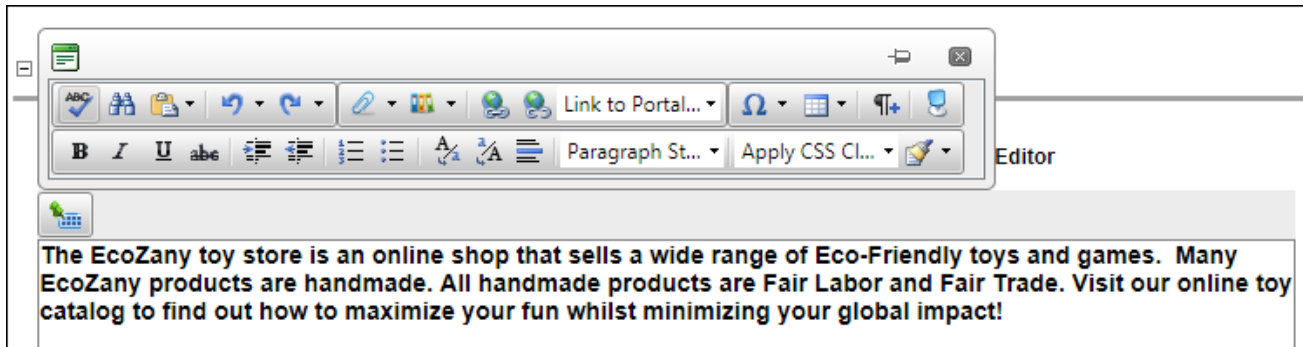 ABC Link to Portal... Ω
B I U abc A a a A Paragraph St... Apply CSS Cl...
Editor
The EcoZany toy store is an online shop that sells a wide range of Eco-Friendly toys and games.  Many
EcoZany products are handmade. All handmade products are Fair Labor and Fair Trade. Visit our online toy
catalog to find out how to maximize your fun whilst minimizing your global impact!